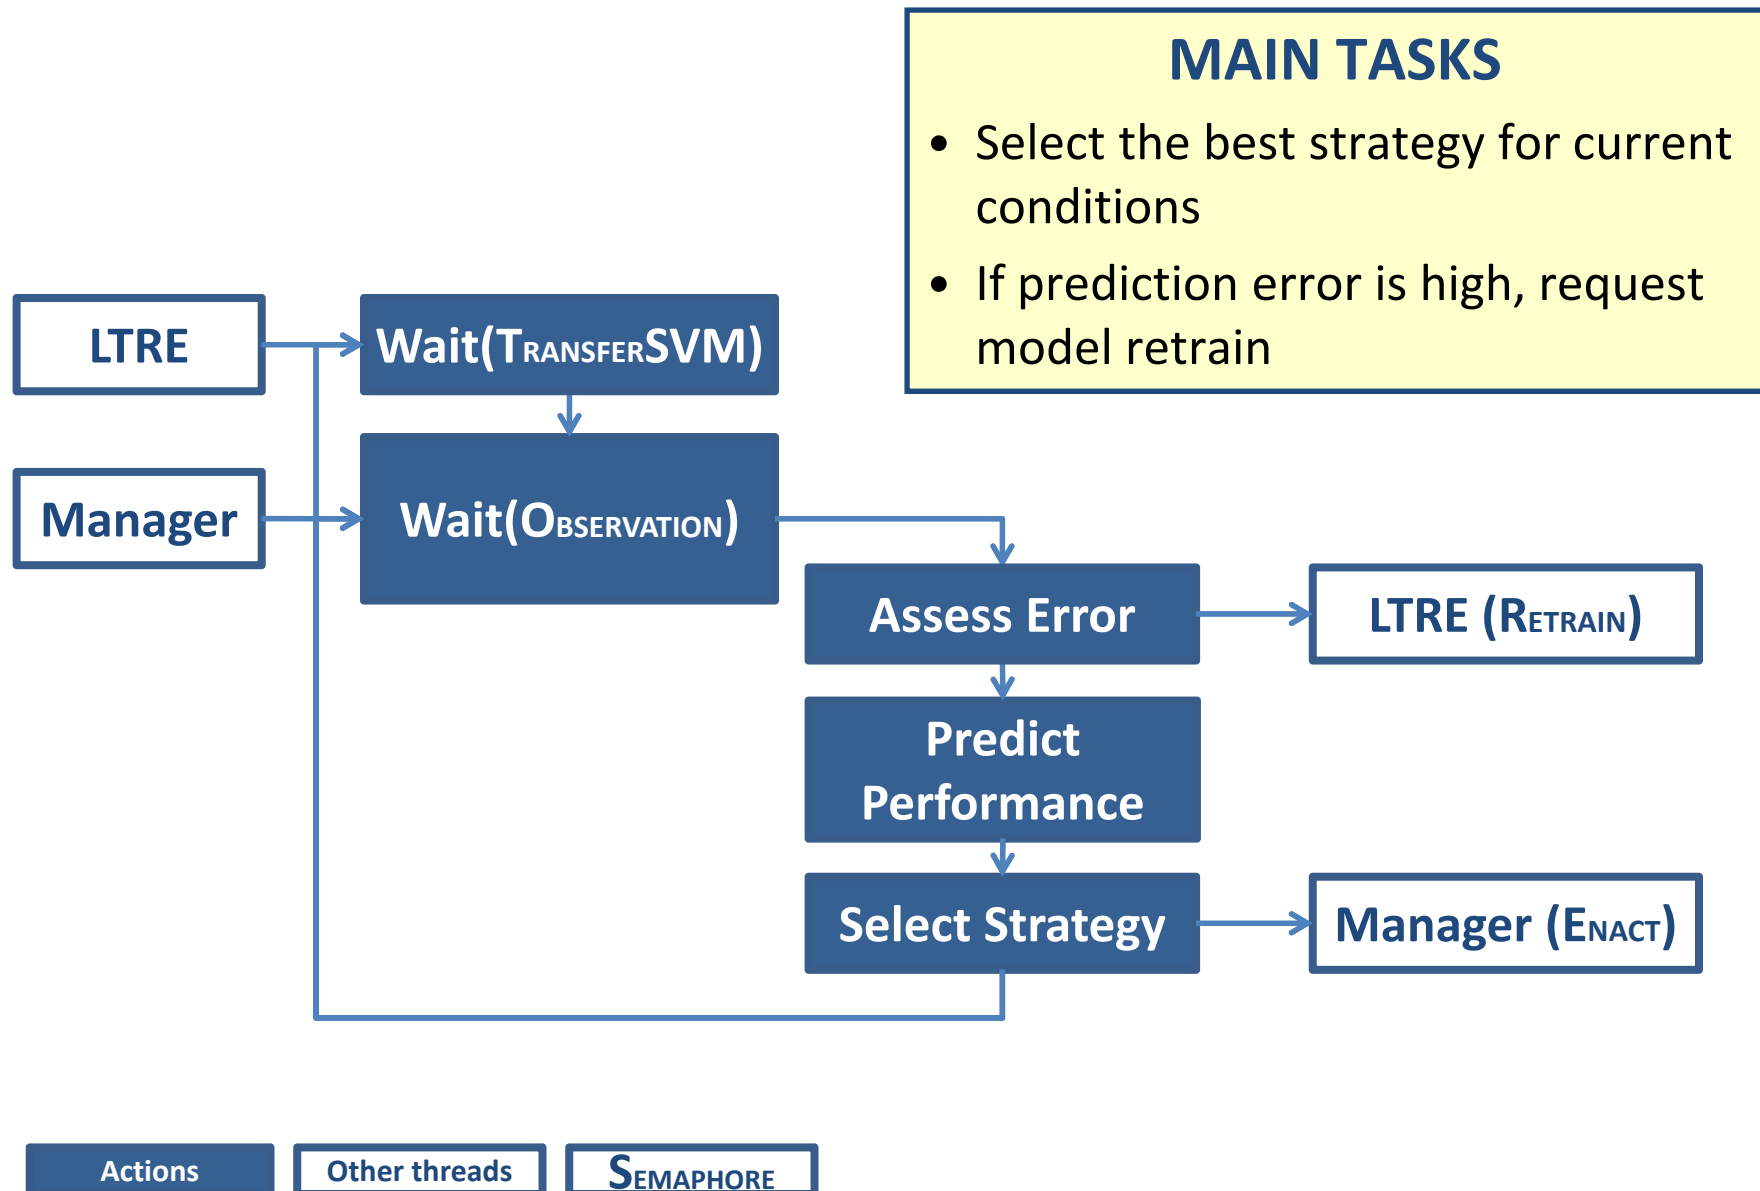 MAIN TASKS
• Select the best strategy for current
conditions
• If prediction error is high, request
model retrain
LTRE
Wait(TRANSFERSVM)
Manager
Wait(OBSERVATION)
Assess Error
LTRE (RETRAIN)
Predict
Performance
Select Strategy
Manager (ENACT)
Actions
Other threads
SEMAPHORE